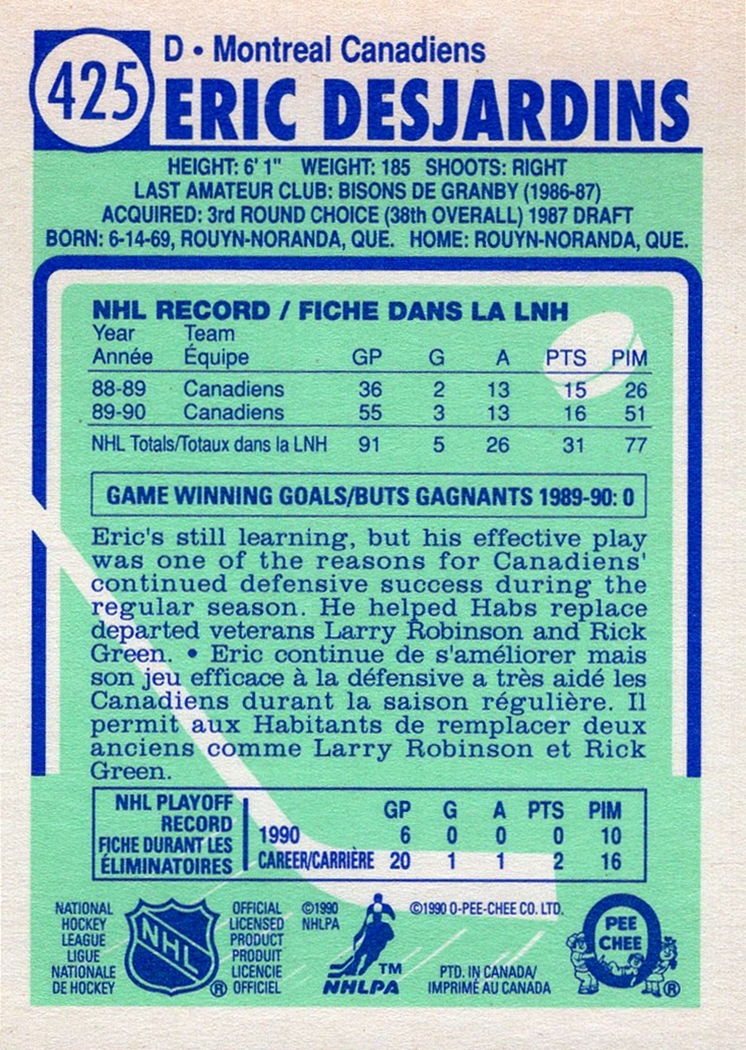 425
D • Montreal Canadiens
ERIC DESJARDINS
HEIGHT: 6' 1" WEIGHT: 185 SHOOTS: RIGHT
LAST AMATEUR CLUB: BISONS DE GRANBY (1986-87)
ACQUIRED: 3rd ROUND CHOICE (38th OVERALL) 1987 DRAFT
BORN: 6-14-69, ROUYN-NORANDA, QUE. HOME: ROUYN-NORANDA, QUE.
NHL RECORD / FICHE DANS LA LNH
Year Team
Année Équipe GP G A PTS PIM
88-89 Canadiens 36 2 13 15 26
89-90 Canadiens 55 3 13 16 51
NHL Totals/Totaux dans la LNH 91 5 26 31 77
GAME WINNING GOALS/BUTS GAGNANTS 1989-90: 0
Eric's still learning, but his effective play
was one of the reasons for Canadiens'
continued defensive success during the
regular season. He helped Habs replace
departed veterans Larry Robinson and Rick
Green. • Eric continue de s'améliorer mais
son jeu efficace à la défensive a très aidé les
Canadiens durant la saison régulière. Il
permit aux Habitants de remplacer deux
anciens comme Larry Robinson et Rick
Green.
NHL PLAYOFF
RECORD
FICHE DURANT LES
ÉLIMINATOIRES
GP G A PTS PIM
1990 6 0 0 0 10
CAREER/CARRIÈRE 20 1 1 2 16
NATIONAL
HOCKEY
LEAGUE
LIGUE
NATIONALE
DE HOCKEY
NHL
®
OFFICIAL
LICENSED
PRODUCT
PRODUIT
LICENCIE
OFFICIEL
©1990
NHLPA
TM
NHLPA
©1990 O-PEE-CHEE CO. LTD.
PTD. IN CANADA/
IMPRIMÉ AU CANADA
O
PEE
CHEE
®